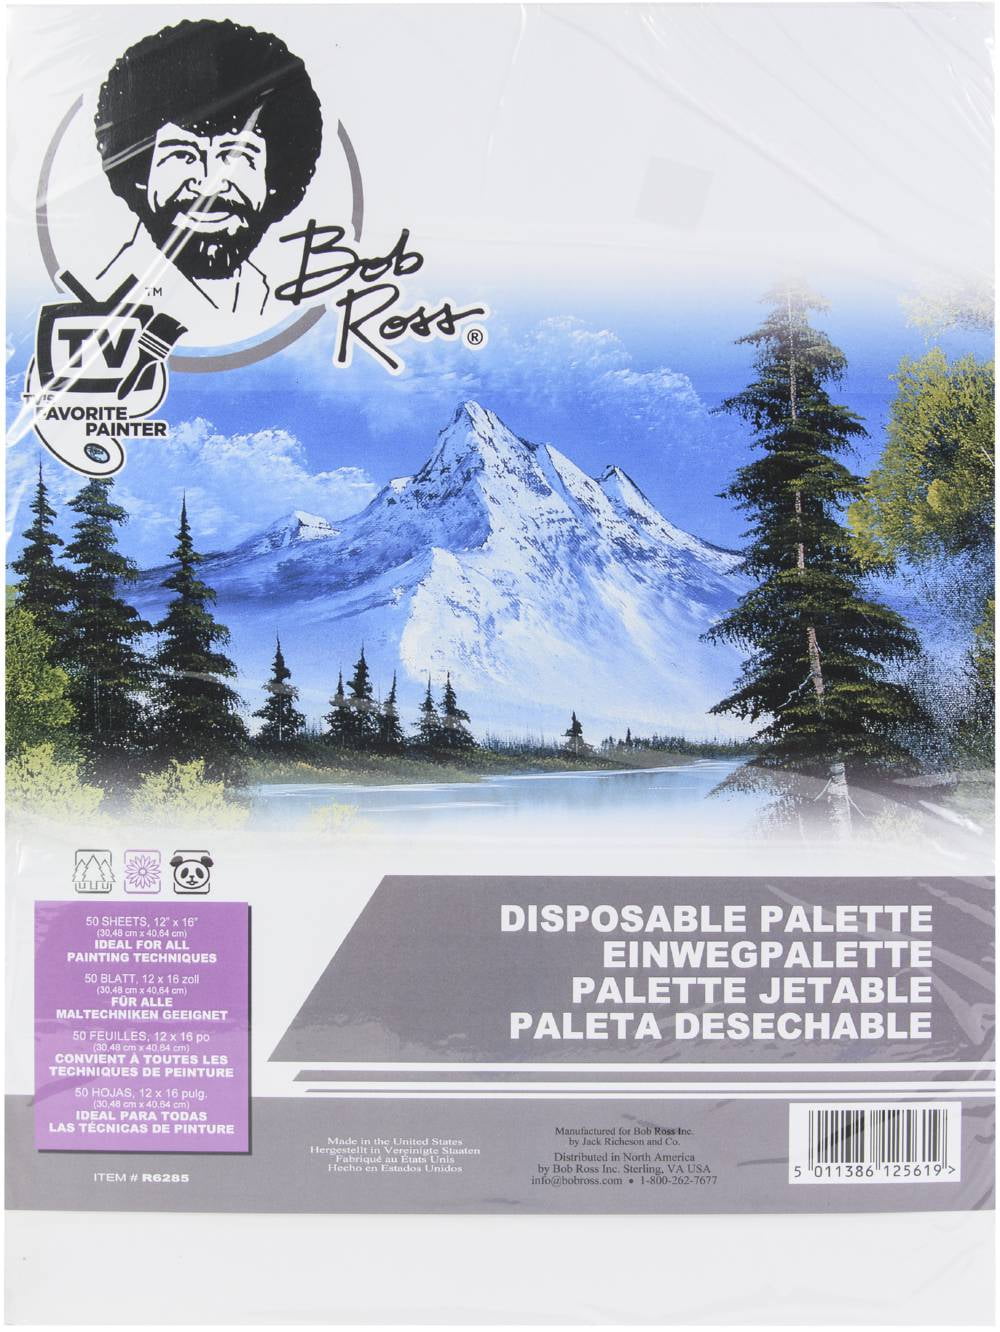 Bob
Ross®
TM
TV
TV'S
FAVORITE
PAINTER
50 SHEETS, 12" x 16"
(30,48 cm x 40,64 cm)
IDEAL FOR ALL
PAINTING TECHNIQUES
50 BLATT, 12 x 16 zoll
(30,48 cm x 40,64 cm)
FÜR ALLE
MALTECHNIKEN GEEIGNET
50 FEUILLES, 12 x 16 po
(30,48 cm x 40,64 cm)
CONVIENT À TOUTES LES
TECHNIQUES DE PEINTURE
50 HOJAS, 12 x 16 pulg.
(30,48 cm x 40,64 cm)
IDEAL PARA TODAS
LAS TÉCNICAS DE PINTURE
ITEM # R6285
DISPOSABLE PALETTE
EINWEGPALETTE
PALETTE JETABLE
PALETA DESECHABLE
Made in the United States
Hergestellt in Vereinigte Staaten
Fabriqué au États Unis
Hecho en Estados Unidos
Manufactured for Bob Ross Inc.
by Jack Richeson and Co.
Distributed in North America
by Bob Ross Inc. Sterling, VA USA
info@bobross.com • 1-800-262-7677
5 011386 125619 >